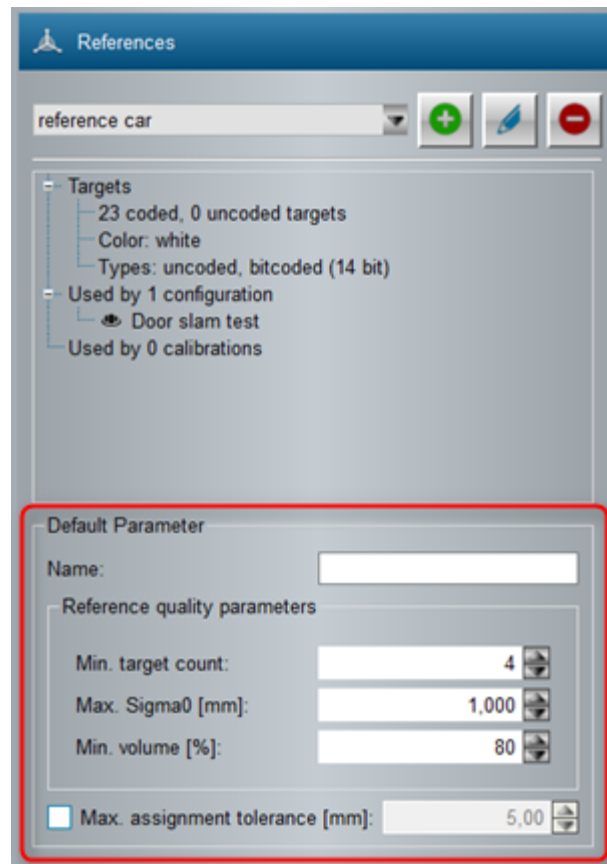 References
reference car
Targets
23 coded, 0 uncoded targets
Color: white
Types: uncoded, bitcoded (14 bit)
Used by 1 configuration
Door slam test
Used by 0 calibrations
Default Parameter
Name:
Reference quality parameters
Min. target count: 4
Max. Sigma0 [mm]: 1,000
Min. volume [%]: 80
Max. assignment tolerance [mm]: 5,00